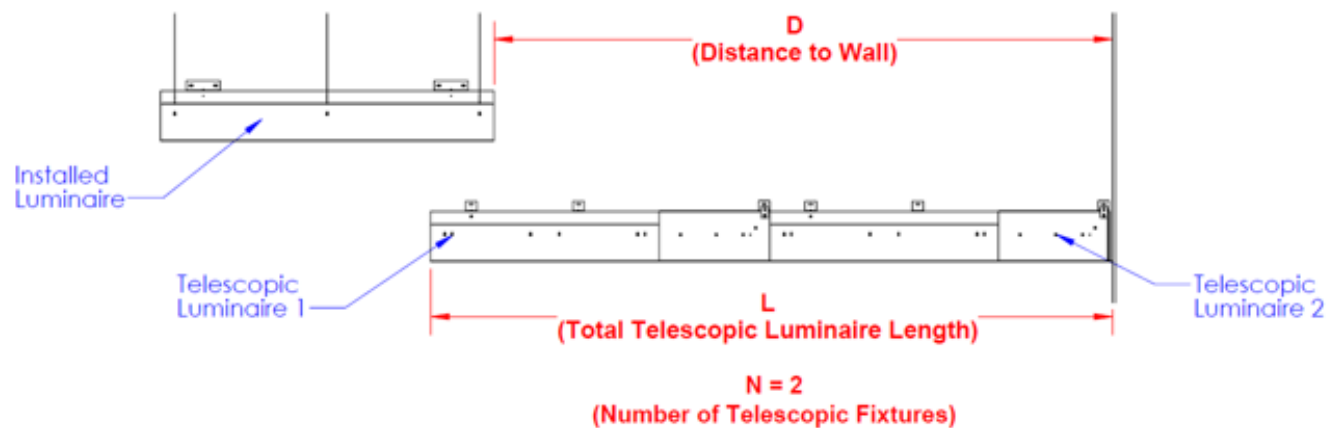 D
(Distance to Wall)
Installed
Luminaire
Telescopic
Luminaire 1
Telescopic
Luminaire 2
L
(Total Telescopic Luminaire Length)
N = 2
(Number of Telescopic Fixtures)